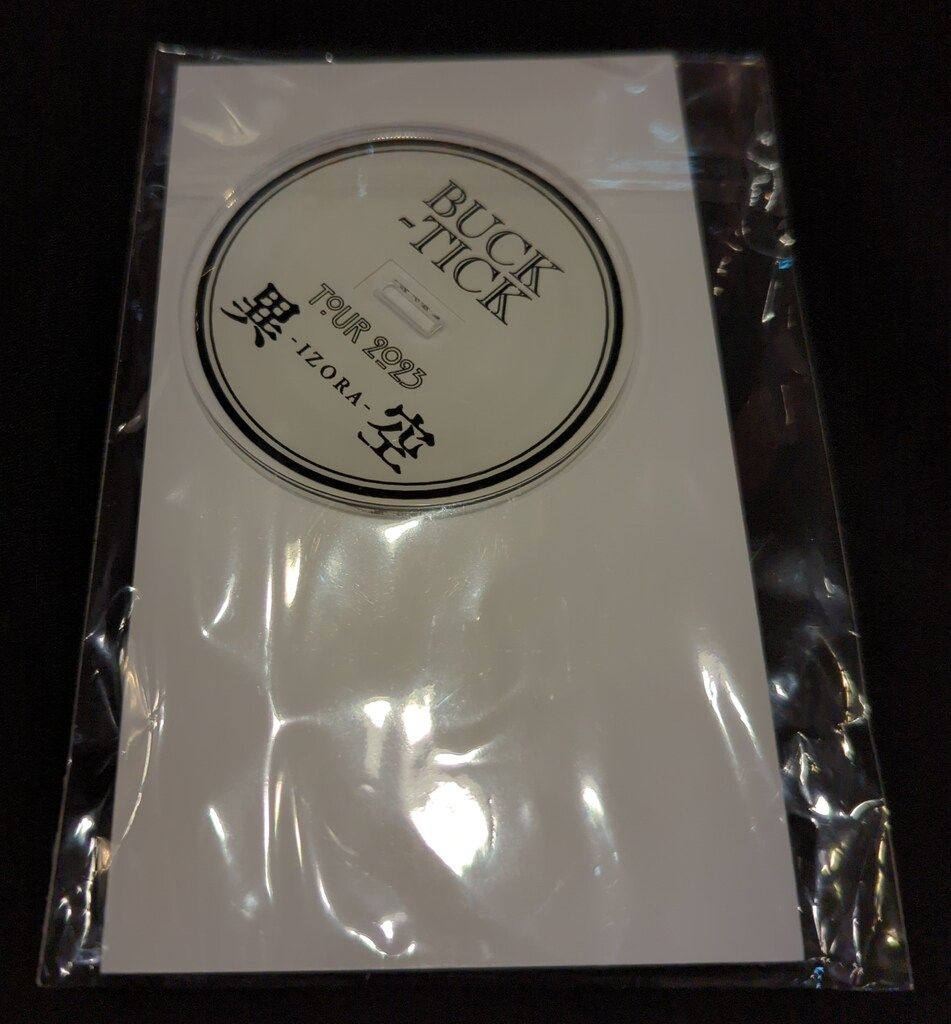 BUCK
-TICK
TOUR 2023
異 -IZORA- 空